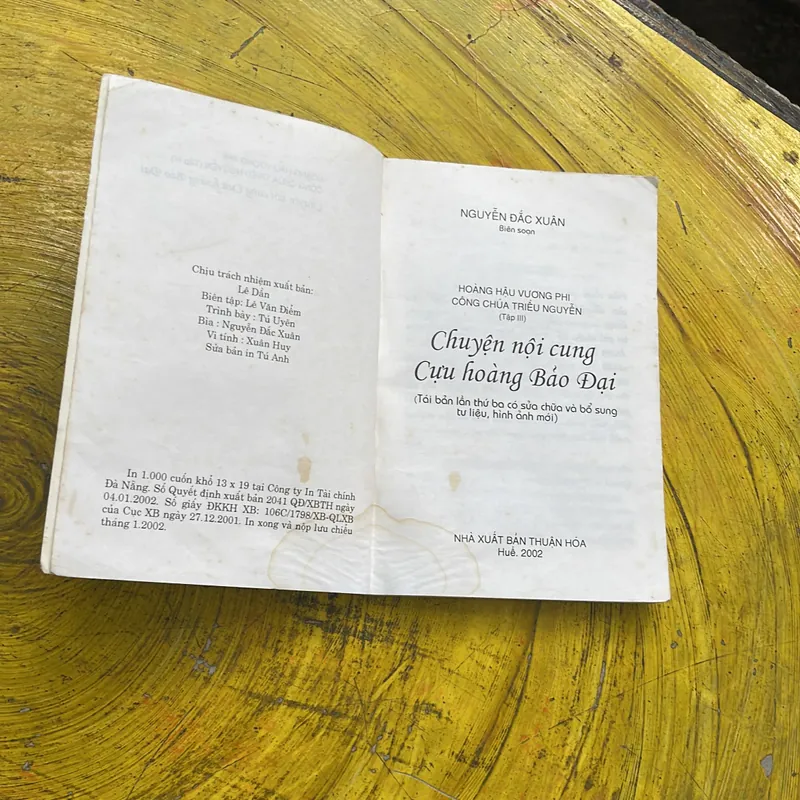 Chịu trách nhiệm xuất bản:
Lê Dần
Biên tập: Lê Văn Điểm
Trình bày : Tú Uyên
Bìa : Nguyễn Đắc Xuân
Vi tính : Xuân Huy
Sửa bản in Tú Anh
In 1.000 cuốn khổ 13 x 19 tại Công ty In Tài chính
Đà Nẵng. Số Quyết định xuất bản 2041 QĐ/XBTH ngày
04.01.2002. Số giấy ĐKKH XB: 106C/1798/XB-QLXB
của Cục XB ngày 27.12.2001. In xong và nộp lưu chiểu
tháng 1.2002.
NGUYỄN ĐẮC XUÂN
Biên soạn
HOÀNG HẬU VƯƠNG PHI
CÔNG CHÚA TRIỀU NGUYỄN
(Tập III)
Chuyện nội cung
Cựu hoàng Bảo Đại
(Tái bản lần thứ ba có sửa chữa và bổ sung
tư liệu, hình ảnh mới)
NHÀ XUẤT BẢN THUẬN HÓA
Huế. 2002